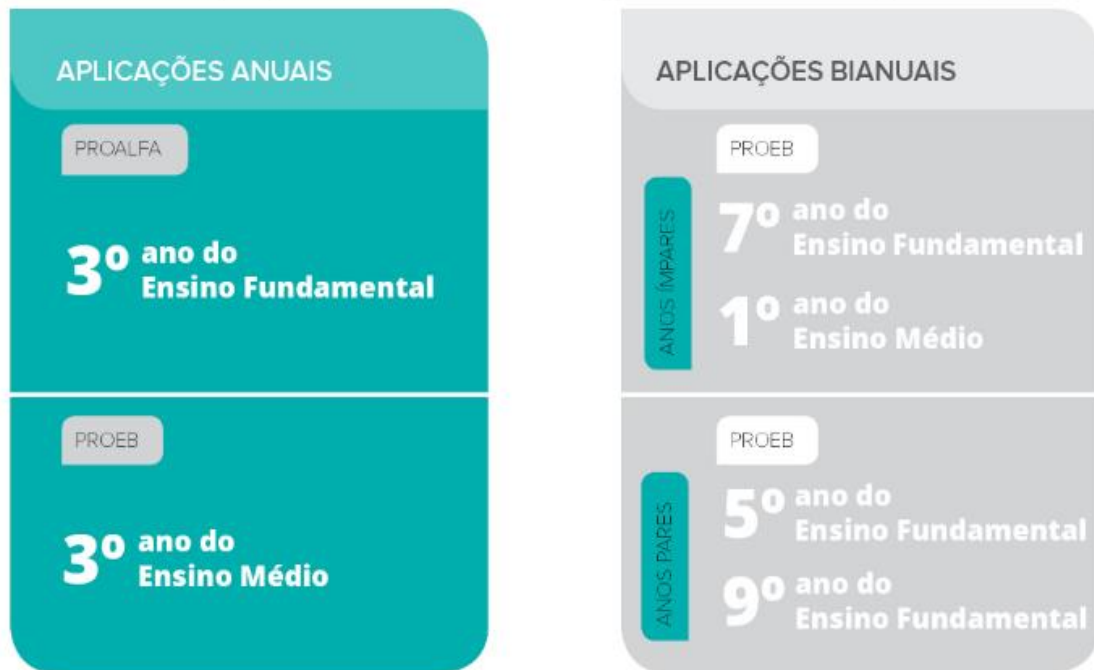 APLICAÇÕES ANUAIS
PROALFA
3º ano do
Ensino Fundamental
PROEB
3º ano do
Ensino Médio
APLICAÇÕES BIANUAIS
PROEB
ANOS ÍMPARES
7º ano do
Ensino Fundamental
1º ano do
Ensino Médio
PROEB
ANOS PARES
5º ano do
Ensino Fundamental
9º ano do
Ensino Fundamental